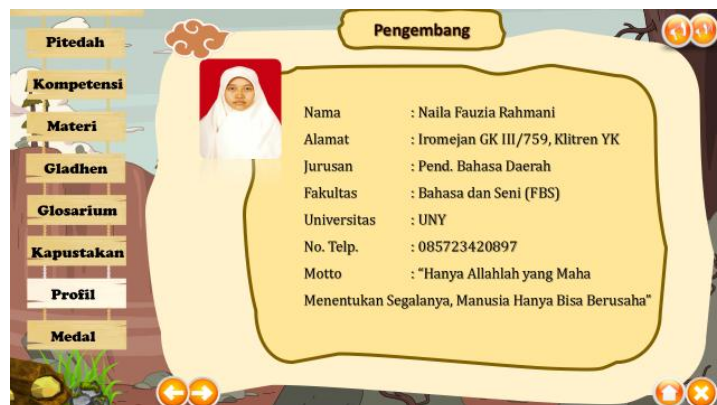 Pitedah
Kompetensi
Materi
Gladhen
Glosarium
Kapustakan
Profil
Medal
Pengembang
Nama : Naila Fauzia Rahmani
Alamat : Iromejan GK III/759, Klitren YK
Jurusan : Pend. Bahasa Daerah
Fakultas : Bahasa dan Seni (FBS)
Universitas : UNY
No. Telp. : 085723420897
Motto : "Hanya Allahlah yang Maha
Menentukan Segalanya, Manusia Hanya Bisa Berusaha"